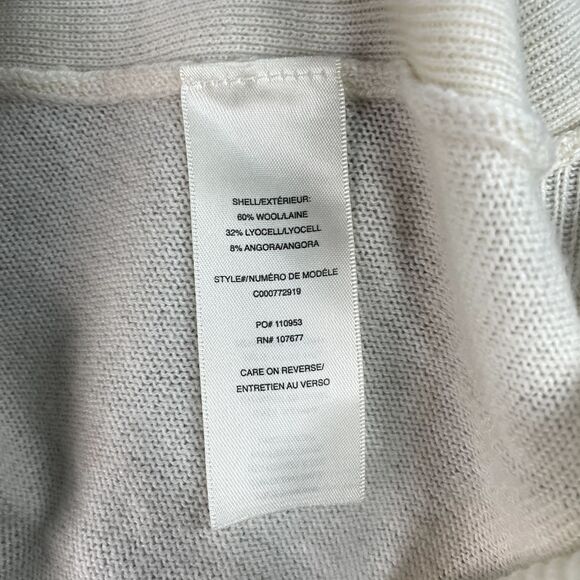 SHELL/EXTÉRIEUR:
60% WOOL/LAINE
32% LYOCELL/LYOCELL
8% ANGORA/ANGORA
STYLE#/NUMÉRO DE MODÈLE
C000772919
PO# 110953
RN# 107677
CARE ON REVERSE/
ENTRETIEN AU VERSO